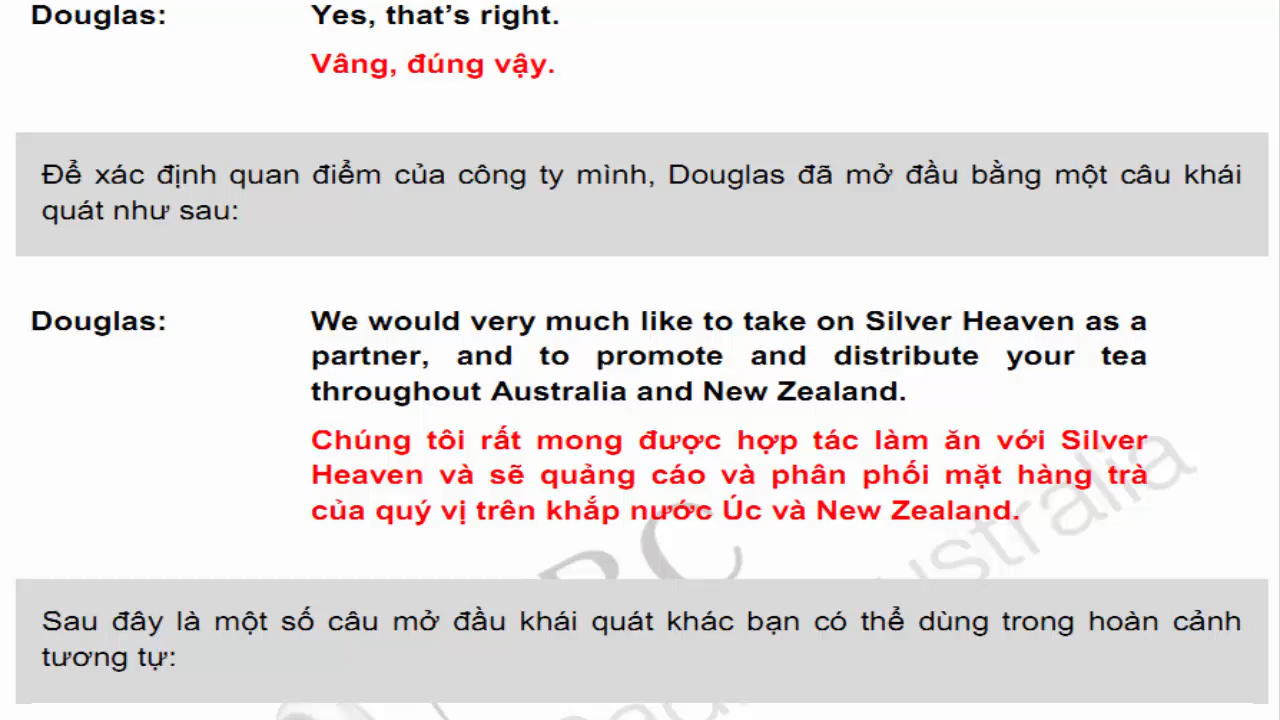 Douglas: Yes, that's right.
Vâng, đúng vậy.
Để xác định quan điểm của công ty mình, Douglas đã mở đầu bằng một câu khái
quát như sau:
Douglas: We would very much like to take on Silver Heaven as a
partner, and to promote and distribute your tea
throughout Australia and New Zealand.
Chúng tôi rất mong được hợp tác làm ăn với Silver
Heaven và sẽ quảng cáo và phân phối mặt hàng trà
của quý vị trên khắp nước Úc và New Zealand.
Sau đây là một số câu mở đầu khái quát khác bạn có thể dùng trong hoàn cảnh
tương tự: